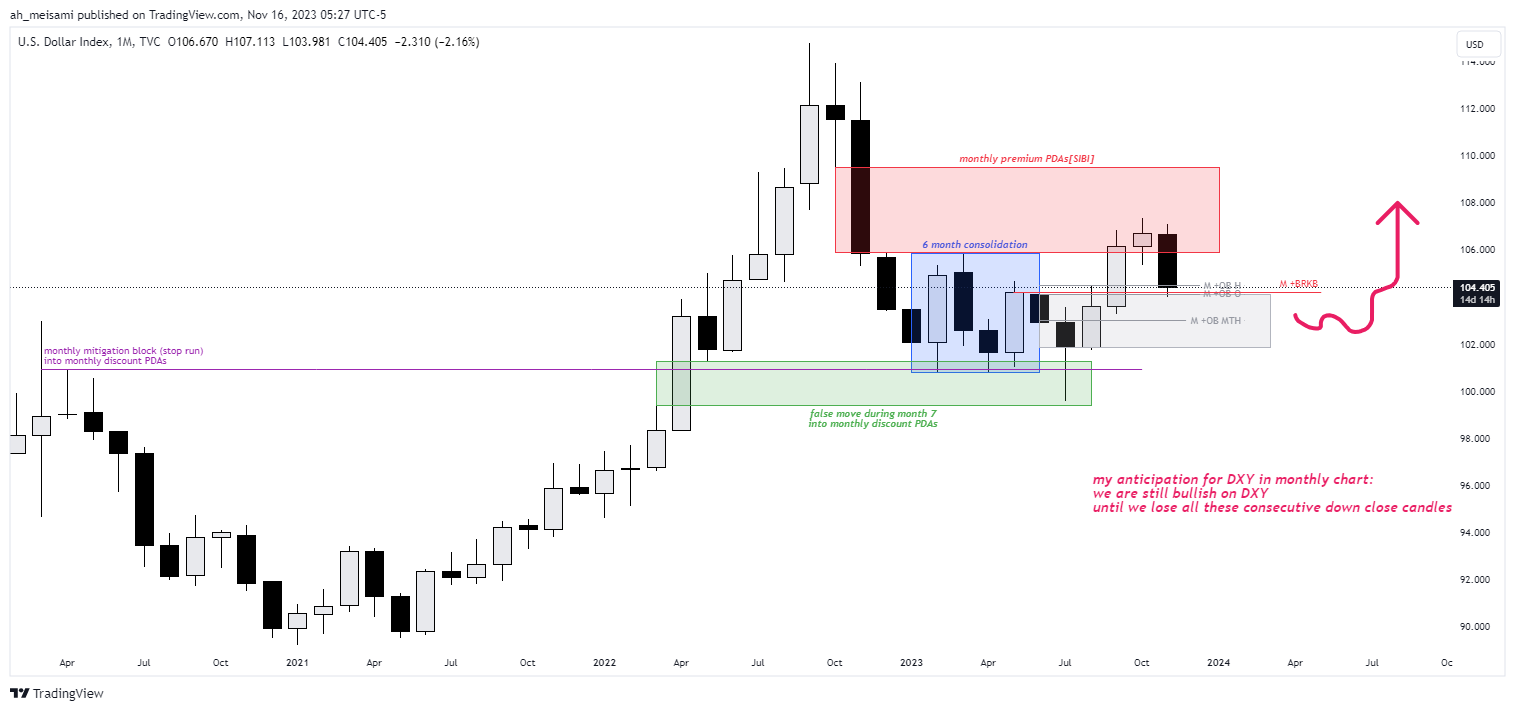 ah_meisami published on TradingView.com, Nov 16, 2023 05:27 UTC-5
U.S. Dollar Index, 1M, TVC O106.670 H107.113 L103.981 C104.405 −2.310 (−2.16%)
USD
114.000
112.000
110.000
108.000
106.000
104.405
14d 14h
102.000
100.000
98.000
96.000
94.000
92.000
90.000
monthly premium PDAs[SIBI]
6 month consolidation
M +OB H
M +BRKB
M +OB O
M +OB MTH
monthly mitigation block (stop run)
into monthly discount PDAs
false move during month 7
into monthly discount PDAs
my anticipation for DXY in monthly chart:
we are still bullish on DXY
until we lose all these consecutive down close candles
Apr Jul Oct 2021 Apr Jul Oct 2022 Apr Jul Oct 2023 Apr Jul Oct 2024 Apr Jul Oc
TradingView